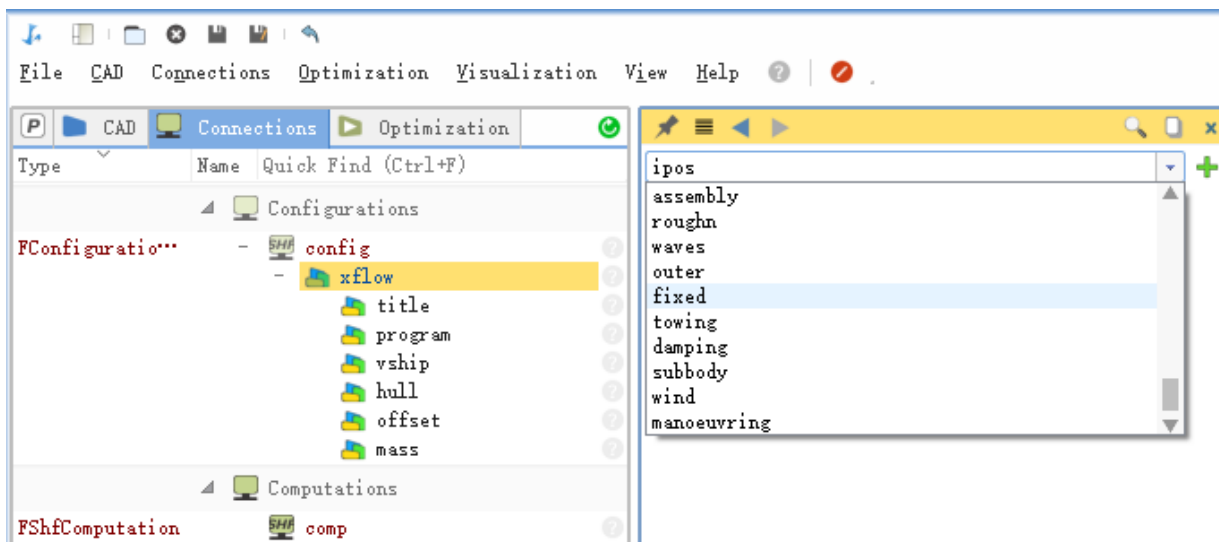 File CAD Connections Optimization Visualization View Help
P CAD Connections Optimization
Type Name Quick Find (Ctrl+F)
Configurations
FConfiguratio··· SHF config
xflow
title
program
vship
hull
offset
mass
Computations
FShfComputation SHF comp
ipos
assembly
roughn
waves
outer
fixed
towing
damping
subbody
wind
manoeuvring